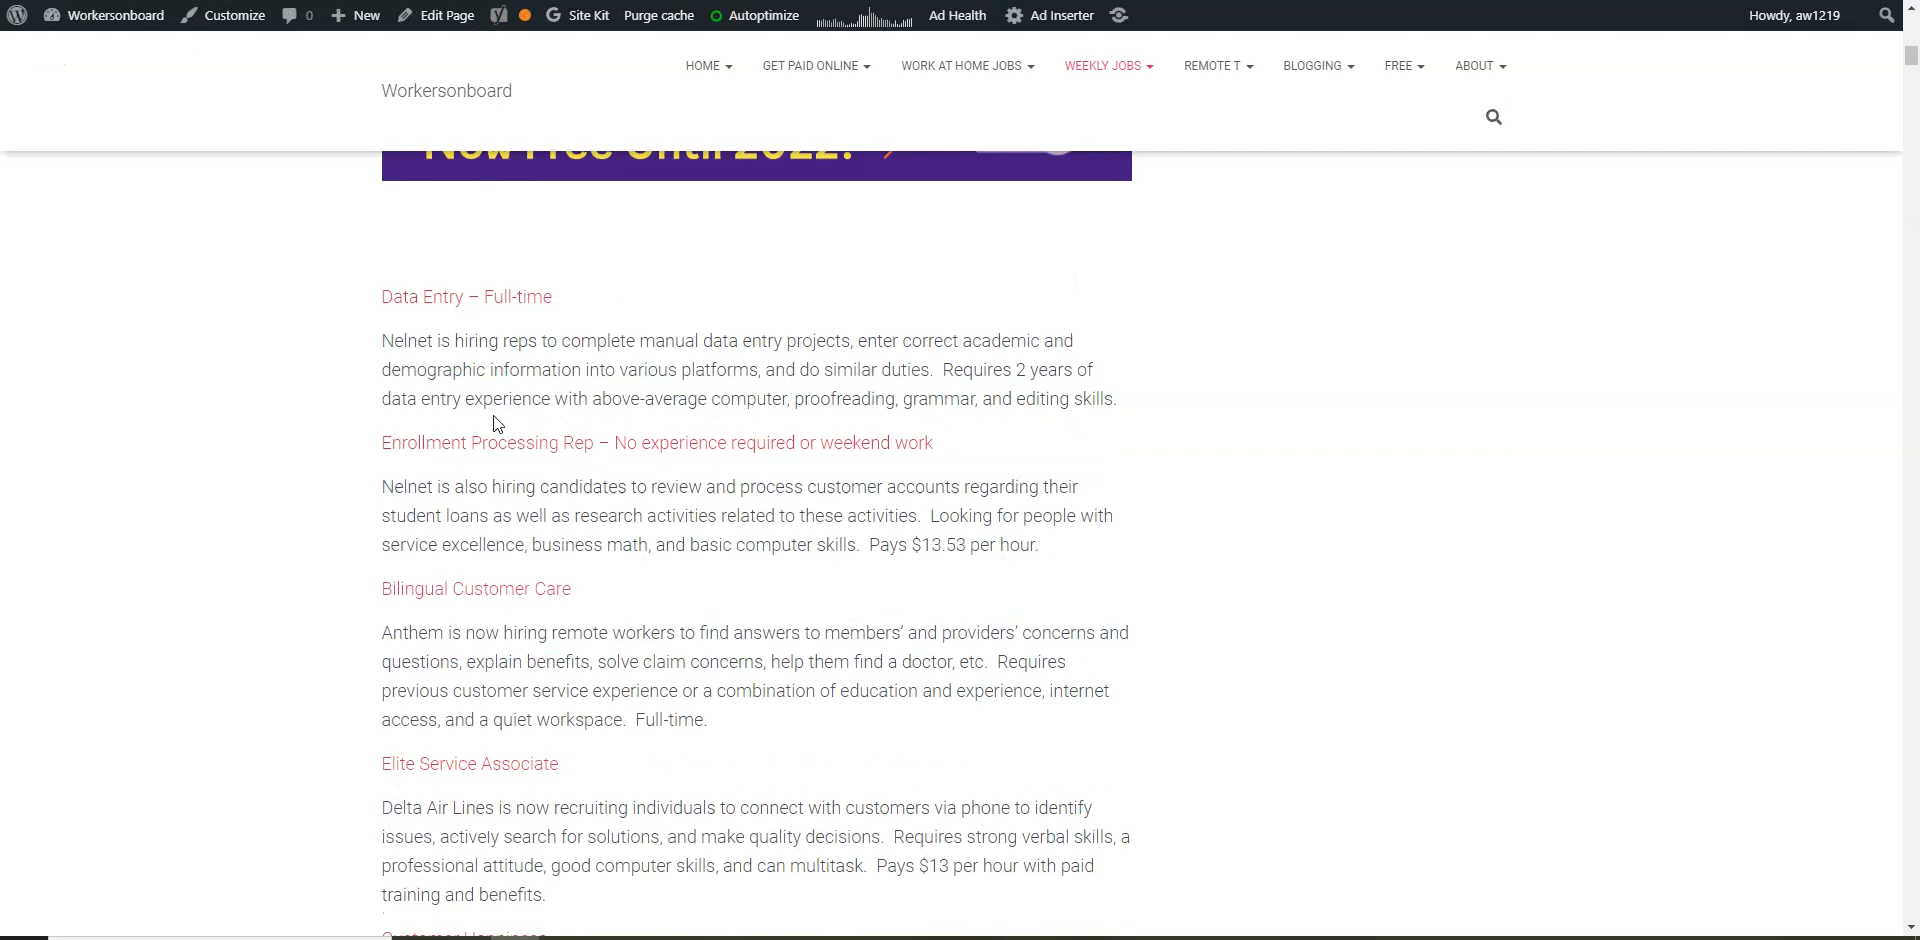 Workersonboard Customize 0 New Edit Page Site Kit Purge cache Autoptimize Ad Health Ad Inserter Howdy, aw1219
HOME GET PAID ONLINE WORK AT HOME JOBS WEEKLY JOBS REMOTE T BLOGGING FREE ABOUT
Workersonboard
Now Free Until 2022!
Data Entry – Full-time
Nelnet is hiring reps to complete manual data entry projects, enter correct academic and
demographic information into various platforms, and do similar duties.  Requires 2 years of
data entry experience with above-average computer, proofreading, grammar, and editing skills.
Enrollment Processing Rep – No experience required or weekend work
Nelnet is also hiring candidates to review and process customer accounts regarding their
student loans as well as research activities related to these activities.  Looking for people with
service excellence, business math, and basic computer skills.  Pays $13.53 per hour.
Bilingual Customer Care
Anthem is now hiring remote workers to find answers to members’ and providers’ concerns and
questions, explain benefits, solve claim concerns, help them find a doctor, etc.  Requires
previous customer service experience or a combination of education and experience, internet
access, and a quiet workspace.  Full-time.
Elite Service Associate
Delta Air Lines is now recruiting individuals to connect with customers via phone to identify
issues, actively search for solutions, and make quality decisions.  Requires strong verbal skills, a
professional attitude, good computer skills, and can multitask.  Pays $13 per hour with paid
training and benefits.